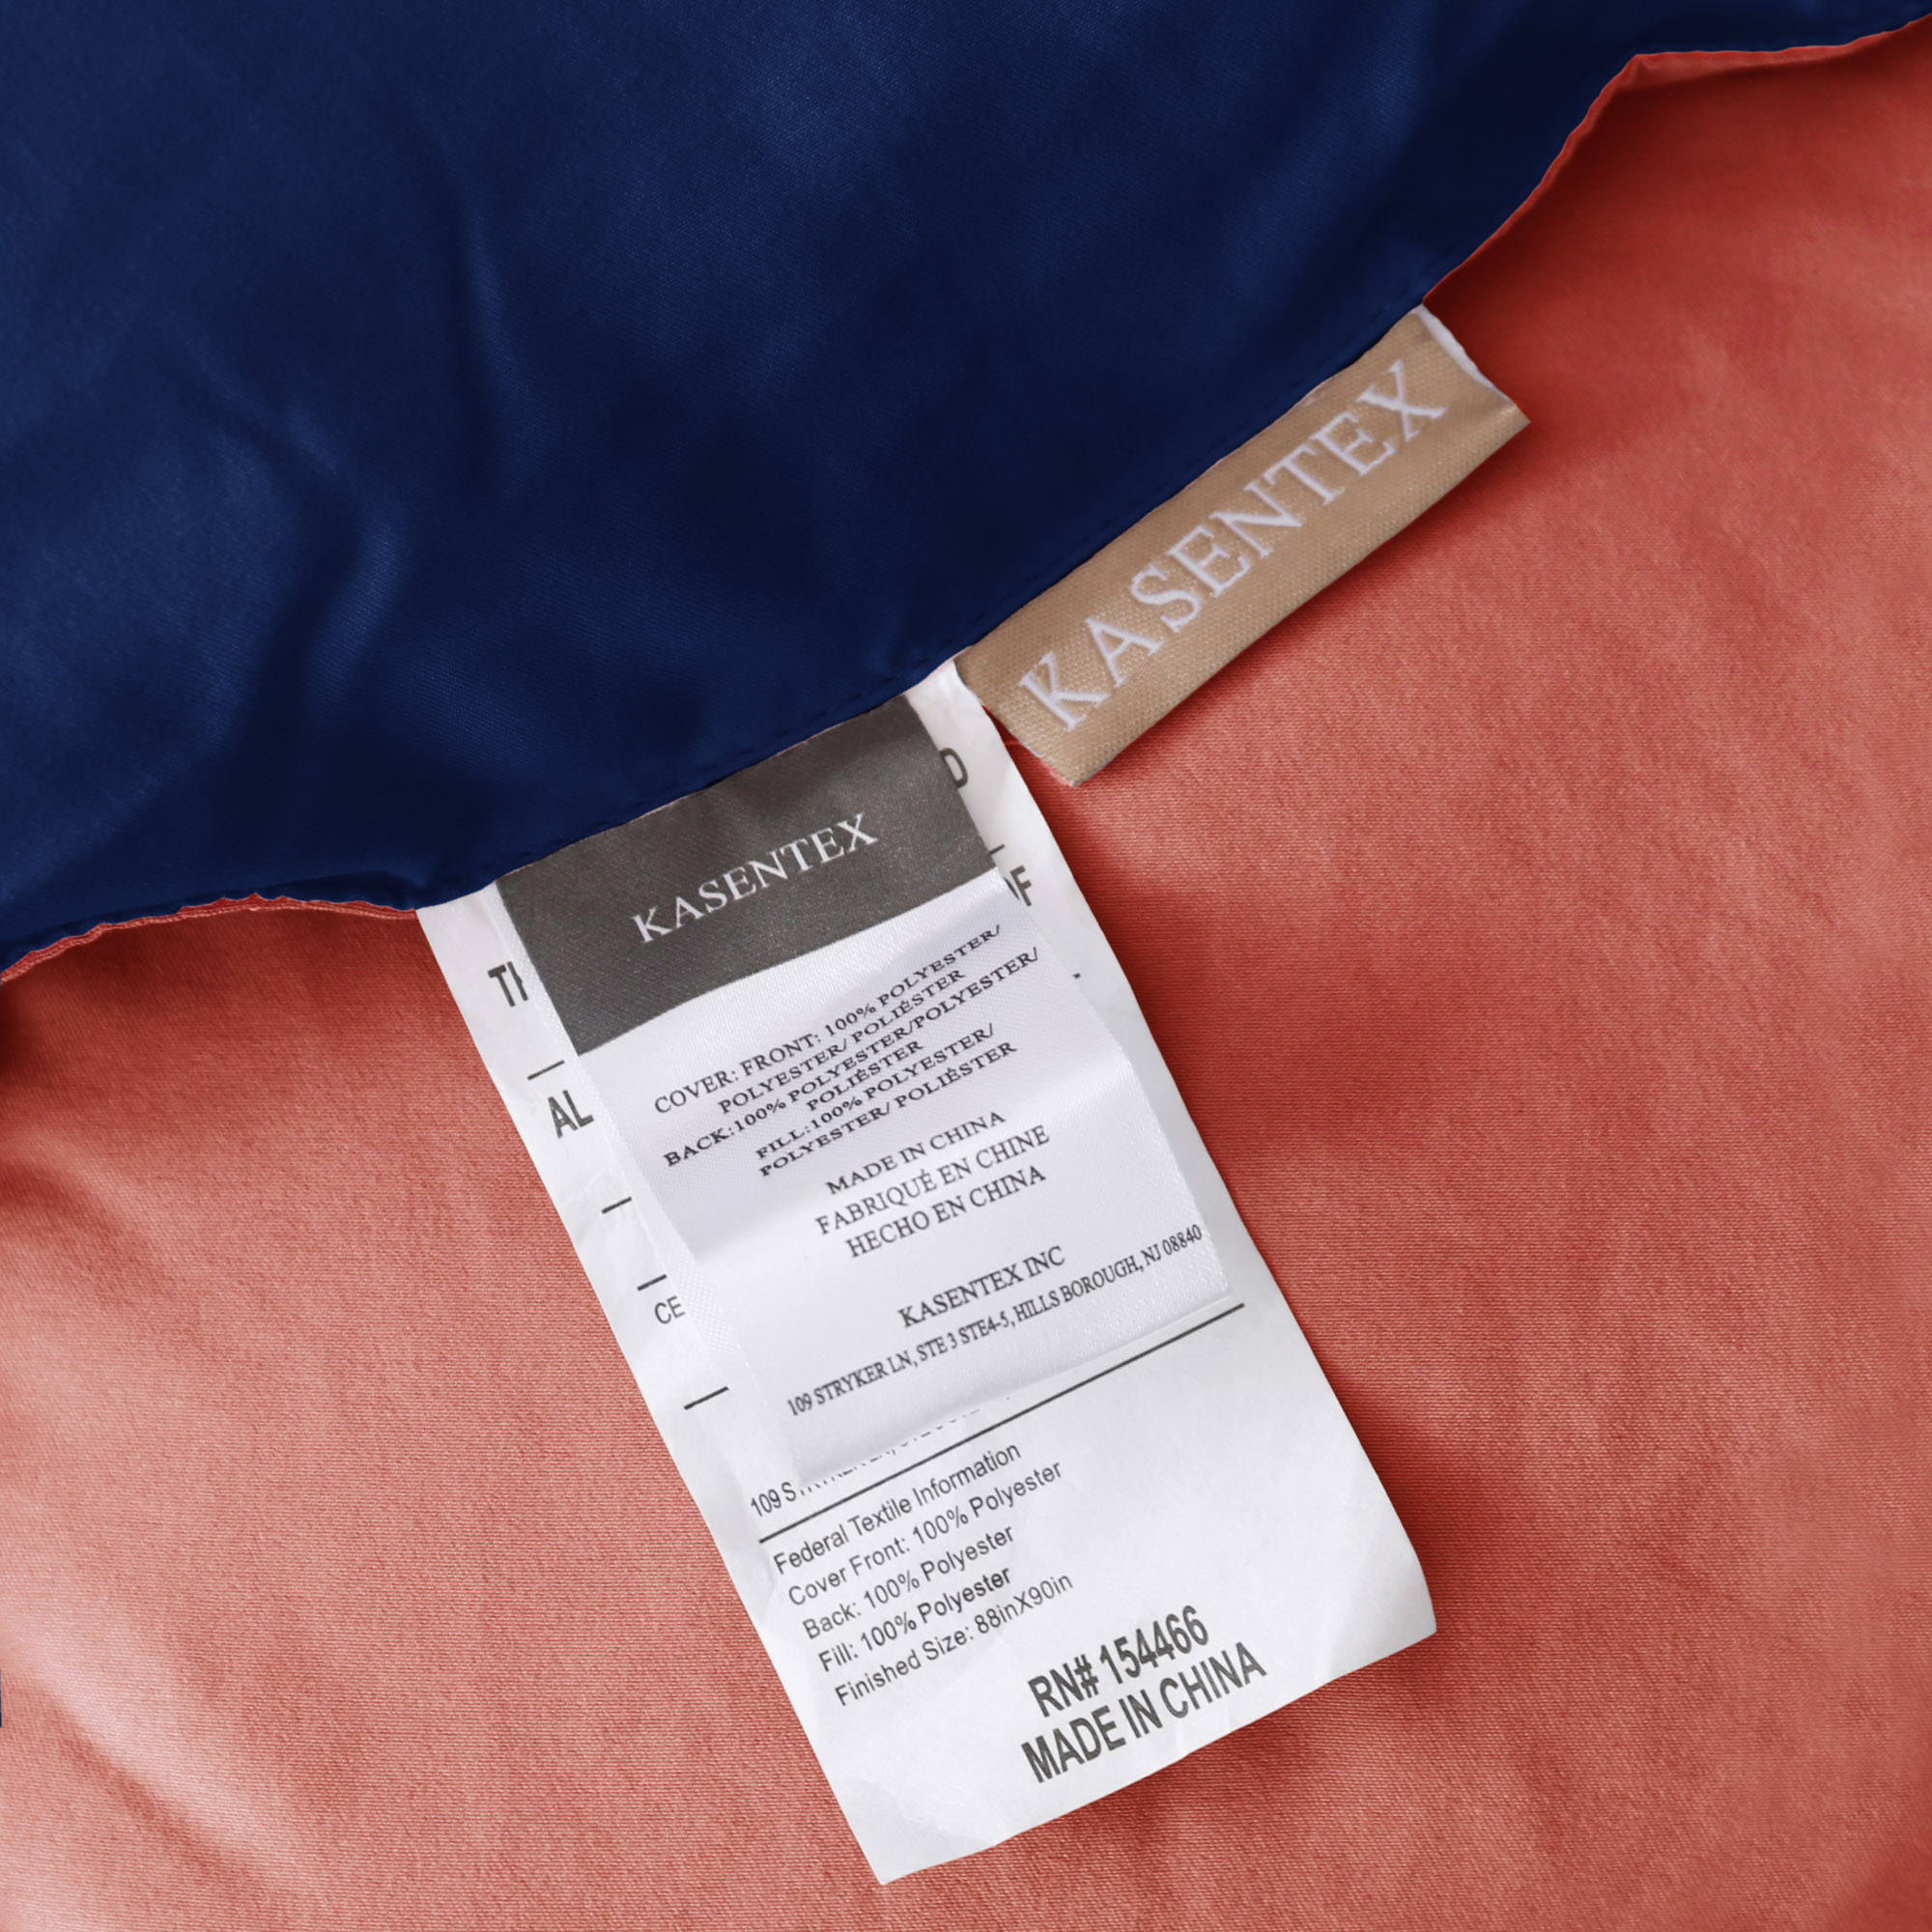 KASENTEX
KASENTEX
COVER: FRONT: 100% POLYESTER/
POLYESTER/ POLIÉSTER
BACK:100% POLYESTER/POLYESTER/
POLIÉSTER
FILL:100% POLYESTER/
POLYESTER/ POLIÉSTER
MADE IN CHINA
FABRIQUÉ EN CHINE
HECHO EN CHINA
KASENTEX INC
109 STRYKER LN, STE 3 STE4-5, HILLS BOROUGH, NJ 08840
AL
CE
109 S
Federal Textile Information
Cover Front: 100% Polyester
Back: 100% Polyester
Fill: 100% Polyester
Finished Size: 88inX90in
RN# 154466
MADE IN CHINA